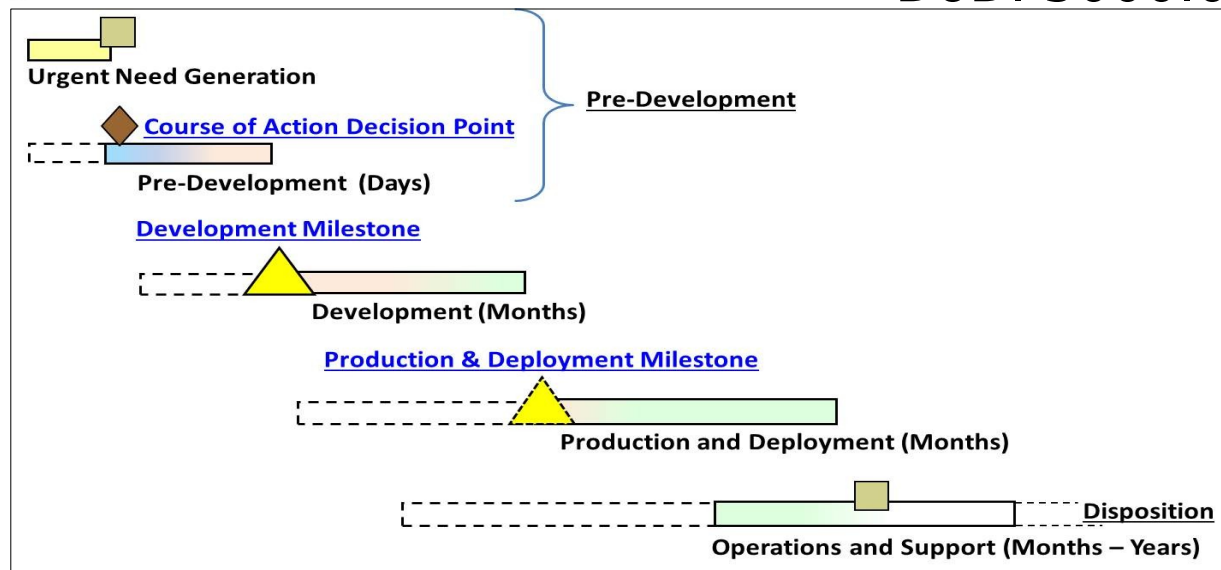 Urgent Need Generation
Pre-Development
Course of Action Decision Point
Pre-Development (Days)
Development Milestone
Development (Months)
Production & Deployment Milestone
Production and Deployment (Months)
Disposition
Operations and Support (Months – Years)